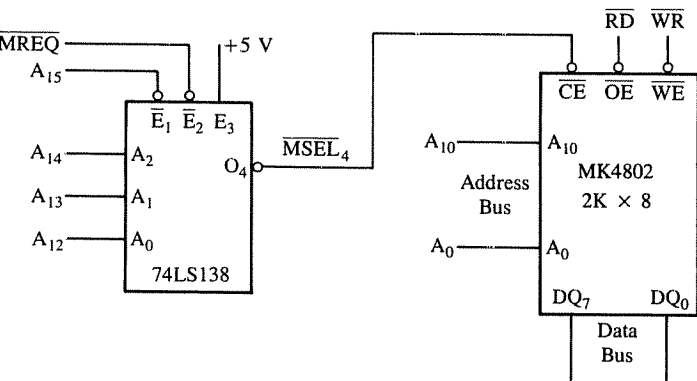 RD WR
MREQ
+5 V
A15
E1 E2 E3
CE OE WE
A14 A2
O4 MSEL4
A10 A10
A13 A1
Address
Bus
MK4802
2K × 8
A12 A0
A0 A0
74LS138
DQ7 DQ0
Data
Bus